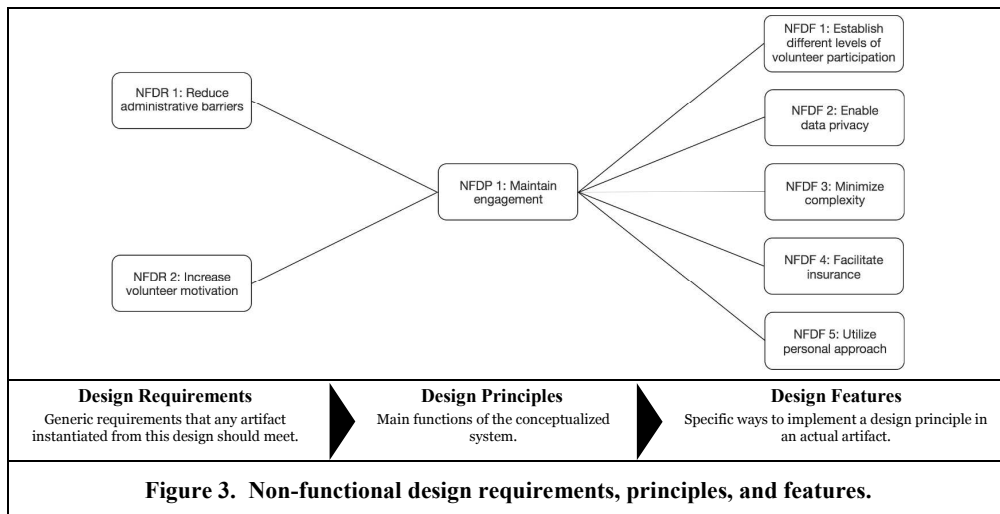 NFDR 1: Reduce
administrative barriers
NFDR 2: Increase
volunteer motivation
NFDP 1: Maintain
engagement
NFDF 1: Establish
different levels of
volunteer participation
NFDF 2: Enable
data privacy
NFDF 3: Minimize
complexity
NFDF 4: Facilitate
insurance
NFDF 5: Utilize
personal approach
Design Requirements
Generic requirements that any artifact
instantiated from this design should meet.
Design Principles
Main functions of the conceptualized
system.
Design Features
Specific ways to implement a design principle in
an actual artifact.
Figure 3. Non-functional design requirements, principles, and features.